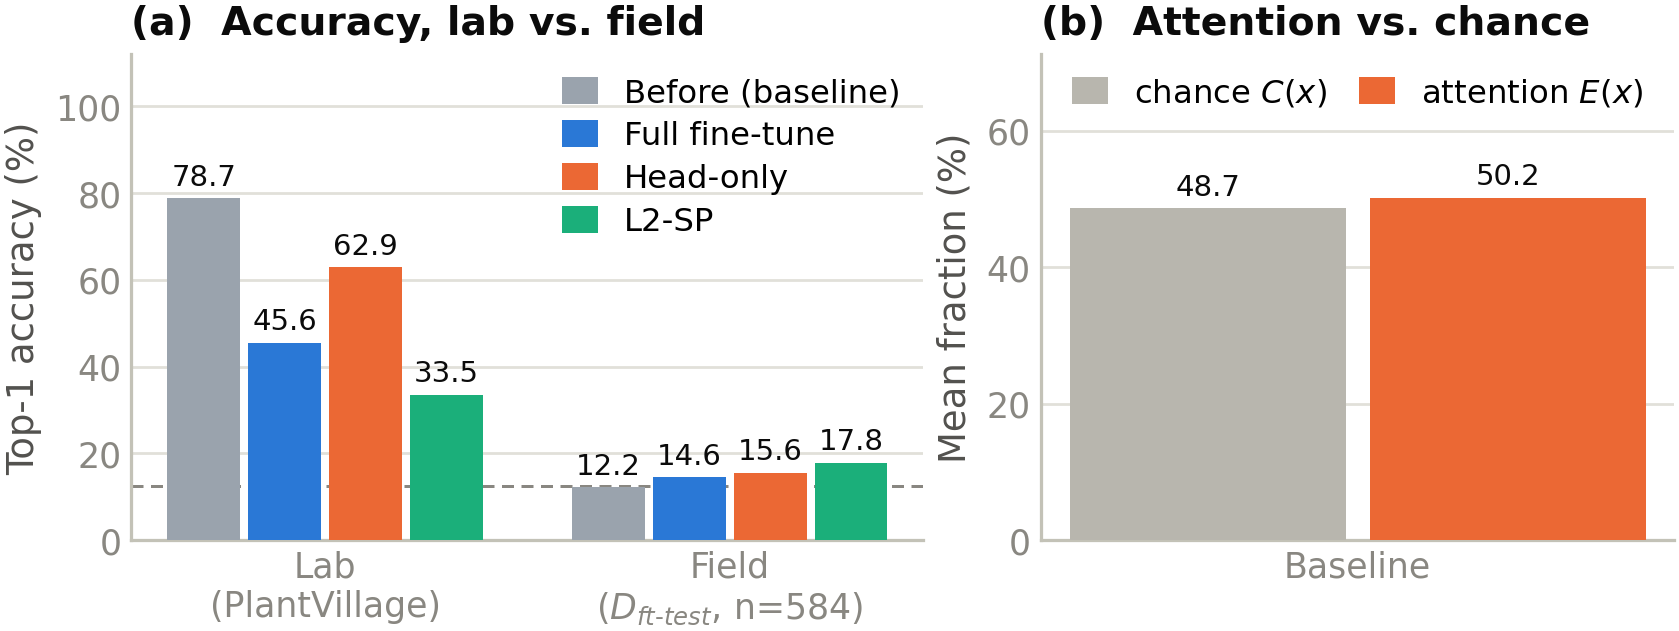 (a) Accuracy, lab vs. field
Top-1 accuracy (%)
100
80
60
40
20
0
Before (baseline)
Full fine-tune
Head-only
L2-SP
78.7
45.6
62.9
33.5
12.2
14.6
15.6
17.8
Lab
(PlantVillage)
Field
(D_ft-test, n=584)
(b) Attention vs. chance
Mean fraction (%)
60
40
20
0
chance C(x)
attention E(x)
48.7
50.2
Baseline